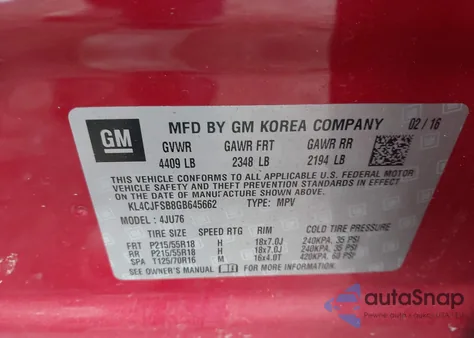 GM
MFD BY GM KOREA COMPANY 02/16
GVWR GAWR FRT GAWR RR
4409 LB 2348 LB 2194 LB
THIS VEHICLE CONFORMS TO ALL APPLICABLE U.S. FEDERAL MOTOR
VEHICLE SAFETY AND THEFT PREVENTION STANDARDS IN EFFECT ON
THE DATE OF MANUFACTURE SHOWN ABOVE.
KL4CJFSB8GB645662 TYPE: MPV
MODEL: 4JU76
TIRE SIZE SPEED RTG RIM COLD TIRE PRESSURE
FRT P215/55R18 H 18x7.0J 240KPA, 35 PSI
RR P215/55R18 H 18x7.0J 240KPA, 35 PSI
SPA T125/70R16 M 16x4.0T 420KPA, 60 PSI
SEE OWNER'S MANUAL FOR MORE INFORMATION
autoSnap